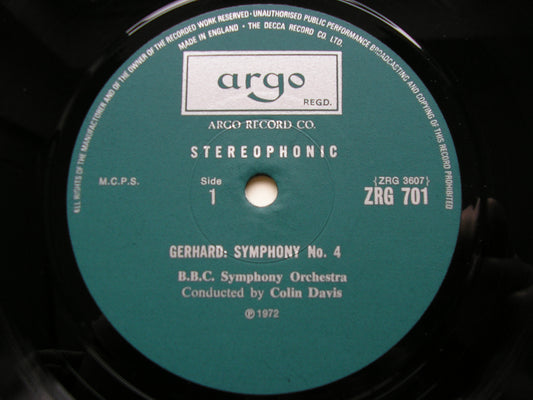 ALL RIGHTS OF THE MANUFACTURER AND OF THE OWNER OF THE RECORDED WORK RESERVED · UNAUTHORISED PUBLIC PERFORMANCE BROADCASTING AND COPYING OF THIS RECORD PROHIBITED
MADE IN ENGLAND · THE DECCA RECORD CO. LTD.
argo
REGD.
ARGO RECORD CO.
STEREOPHONIC
M.C.P.S. Side {ZRG 3607}
1 ZRG 701
GERHARD: SYMPHONY No. 4
B.B.C. Symphony Orchestra
Conducted by Colin Davis
℗ 1972